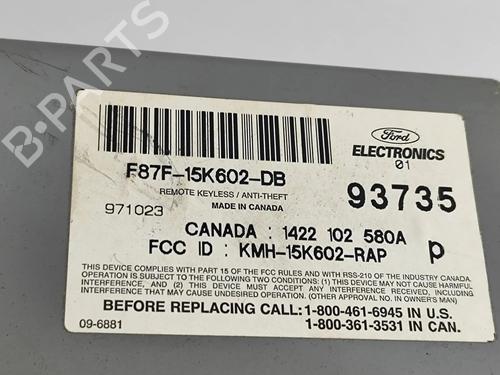 B-PARTS
Ford
ELECTRONICS
01
F87F-15K602-DB
REMOTE KEYLESS / ANTI-THEFT
MADE IN CANADA
93735
971023
CANADA : 1422 102 580A
FCC ID : KMH-15K602-RAP
P
THIS DEVICE COMPLIES WITH PART 15 OF THE FCC RULES AND WITH RSS-210 OF THE INDUSTRY CANADA.
OPERATION IS SUBJECT TO THE FOLLOWING TWO CONDITIONS: (1) THIS DEVICE MAY NOT CAUSE HARMFUL
INTERFERENCE, AND (2) THIS DEVICE MUST ACCEPT ANY INTERFERENCE RECEIVED, INCLUDING
INTERFERENCE THAT MAY CAUSE UNDESIRED OPERATION. (OTHER PRECAUTIONS IN OWNER'S MAN)
BEFORE REPLACING CALL:1-800-461-6945 IN U.S.
1-800-361-3531 IN CAN.
09-6881